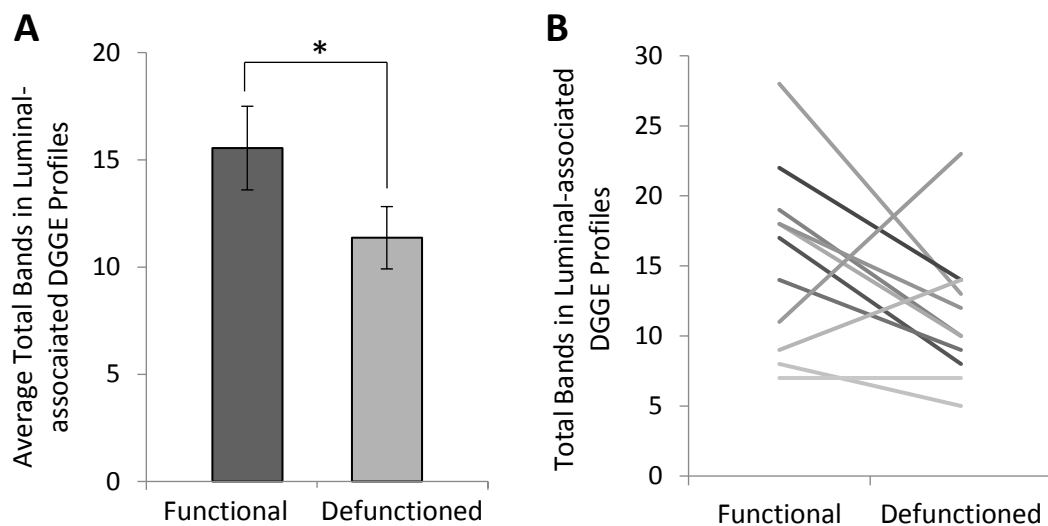 A
Average Total Bands in Luminal-
assocaiated DGGE Profiles
20
15
10
5
0
*
Functional
Defunctioned
B
Total Bands in Luminal-associated
DGGE Profiles
30
25
20
15
10
5
0
Functional
Defunctioned